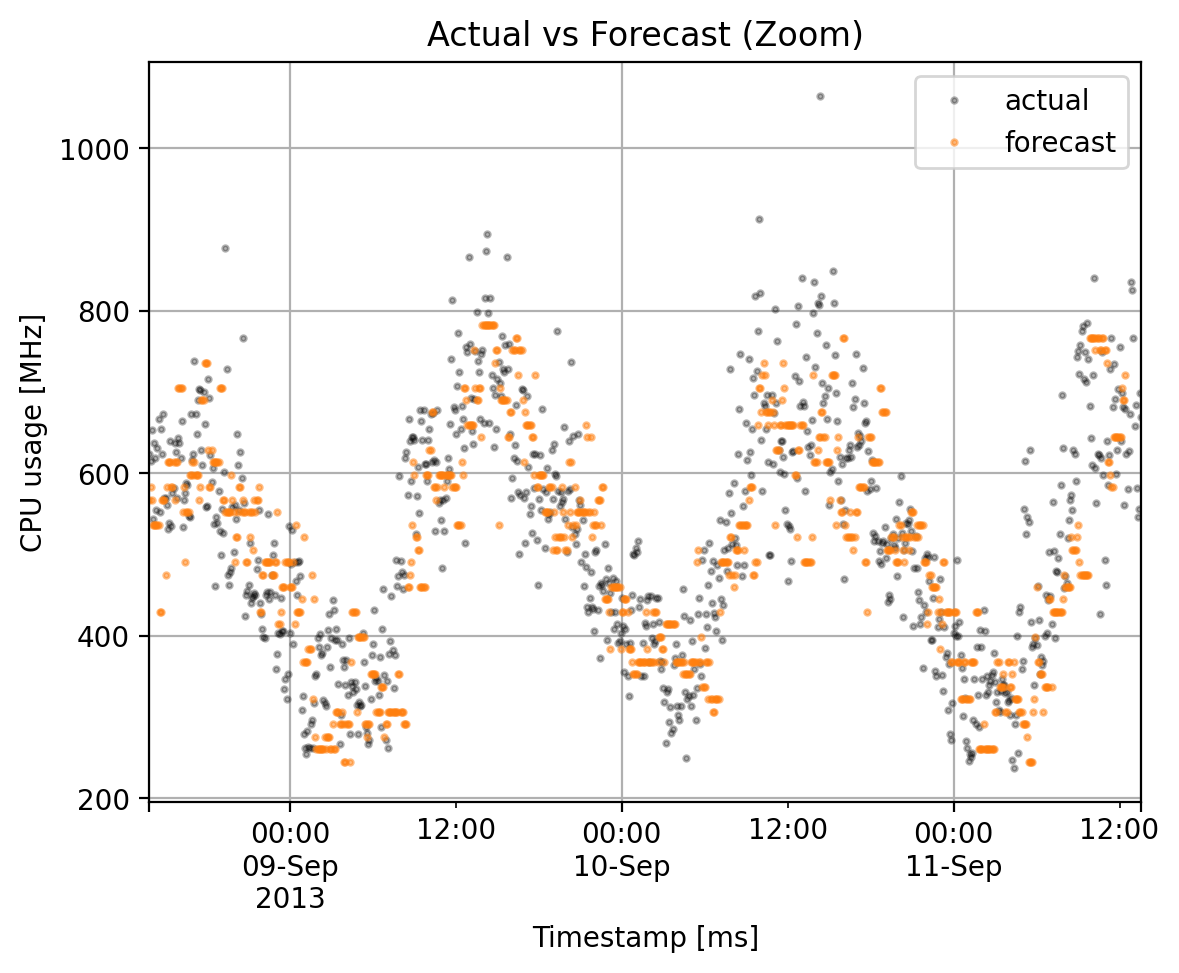 Actual vs Forecast (Zoom)
actual
forecast
CPU usage [MHz]
1000
800
600
400
200
00:00 12:00 00:00 12:00 00:00 12:00
09-Sep 10-Sep 11-Sep
2013
Timestamp [ms]